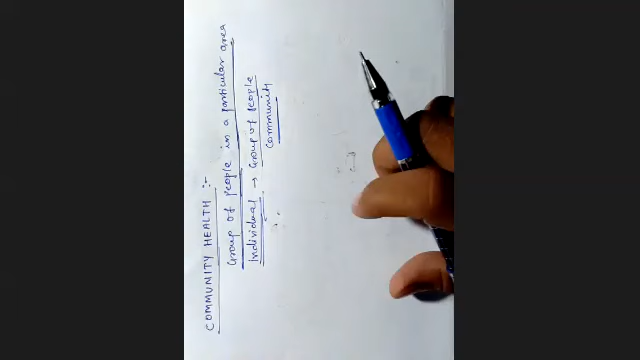 COMMUNITY HEALTH :-
Group of people in a particular area
Individual → Group of people
community